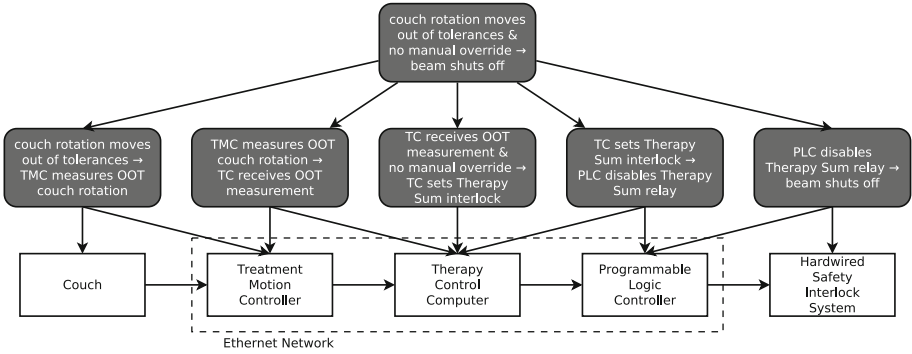 couch rotation moves
out of tolerances &
no manual override →
beam shuts off
couch rotation moves
out of tolerances →
TMC measures OOT
couch rotation
TMC measures OOT
couch rotation →
TC receives OOT
measurement
TC receives OOT
measurement &
no manual override →
TC sets Therapy
Sum interlock
TC sets Therapy
Sum interlock →
PLC disables Therapy
Sum relay
PLC disables
Therapy Sum relay →
beam shuts off
Couch
Treatment
Motion
Controller
Therapy
Control
Computer
Programmable
Logic
Controller
Hardwired
Safety
Interlock
System
Ethernet Network